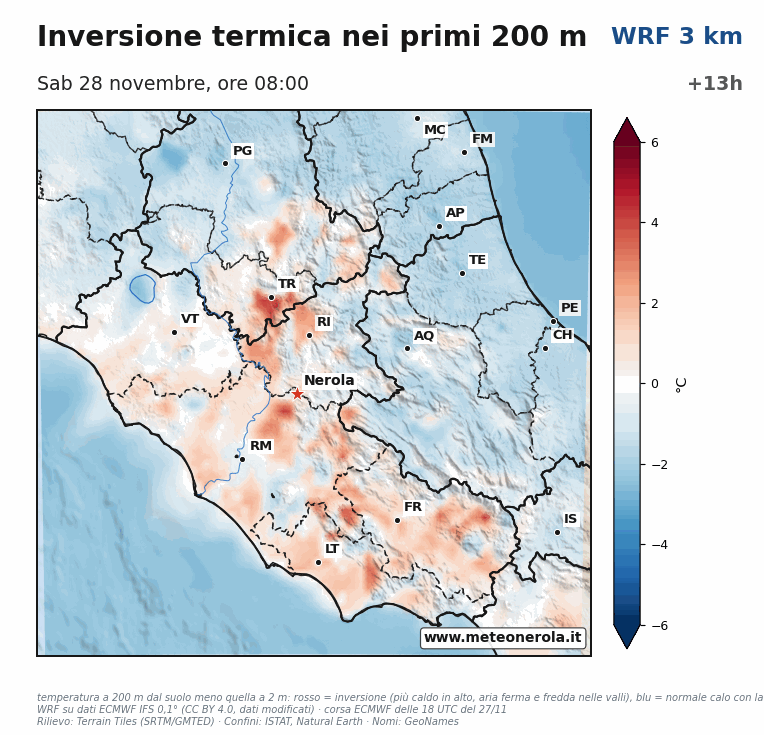 Inversione termica nei primi 200 m WRF 3 km
Sab 28 novembre, ore 08:00 +13h
MC
FM
PG
AP
TE
TR
PE
VT
RI
AQ
CH
Nerola
RM
FR
IS
LT
www.meteonerola.it
6
4
2
0
−2
−4
−6
°C
temperatura a 200 m dal suolo meno quella a 2 m: rosso = inversione (più caldo in alto, aria ferma e fredda nelle valli), blu = normale calo con la
WRF su dati ECMWF IFS 0,1° (CC BY 4.0, dati modificati) · corsa ECMWF delle 18 UTC del 27/11
Rilievo: Terrain Tiles (SRTM/GMTED) · Confini: ISTAT, Natural Earth · Nomi: GeoNames